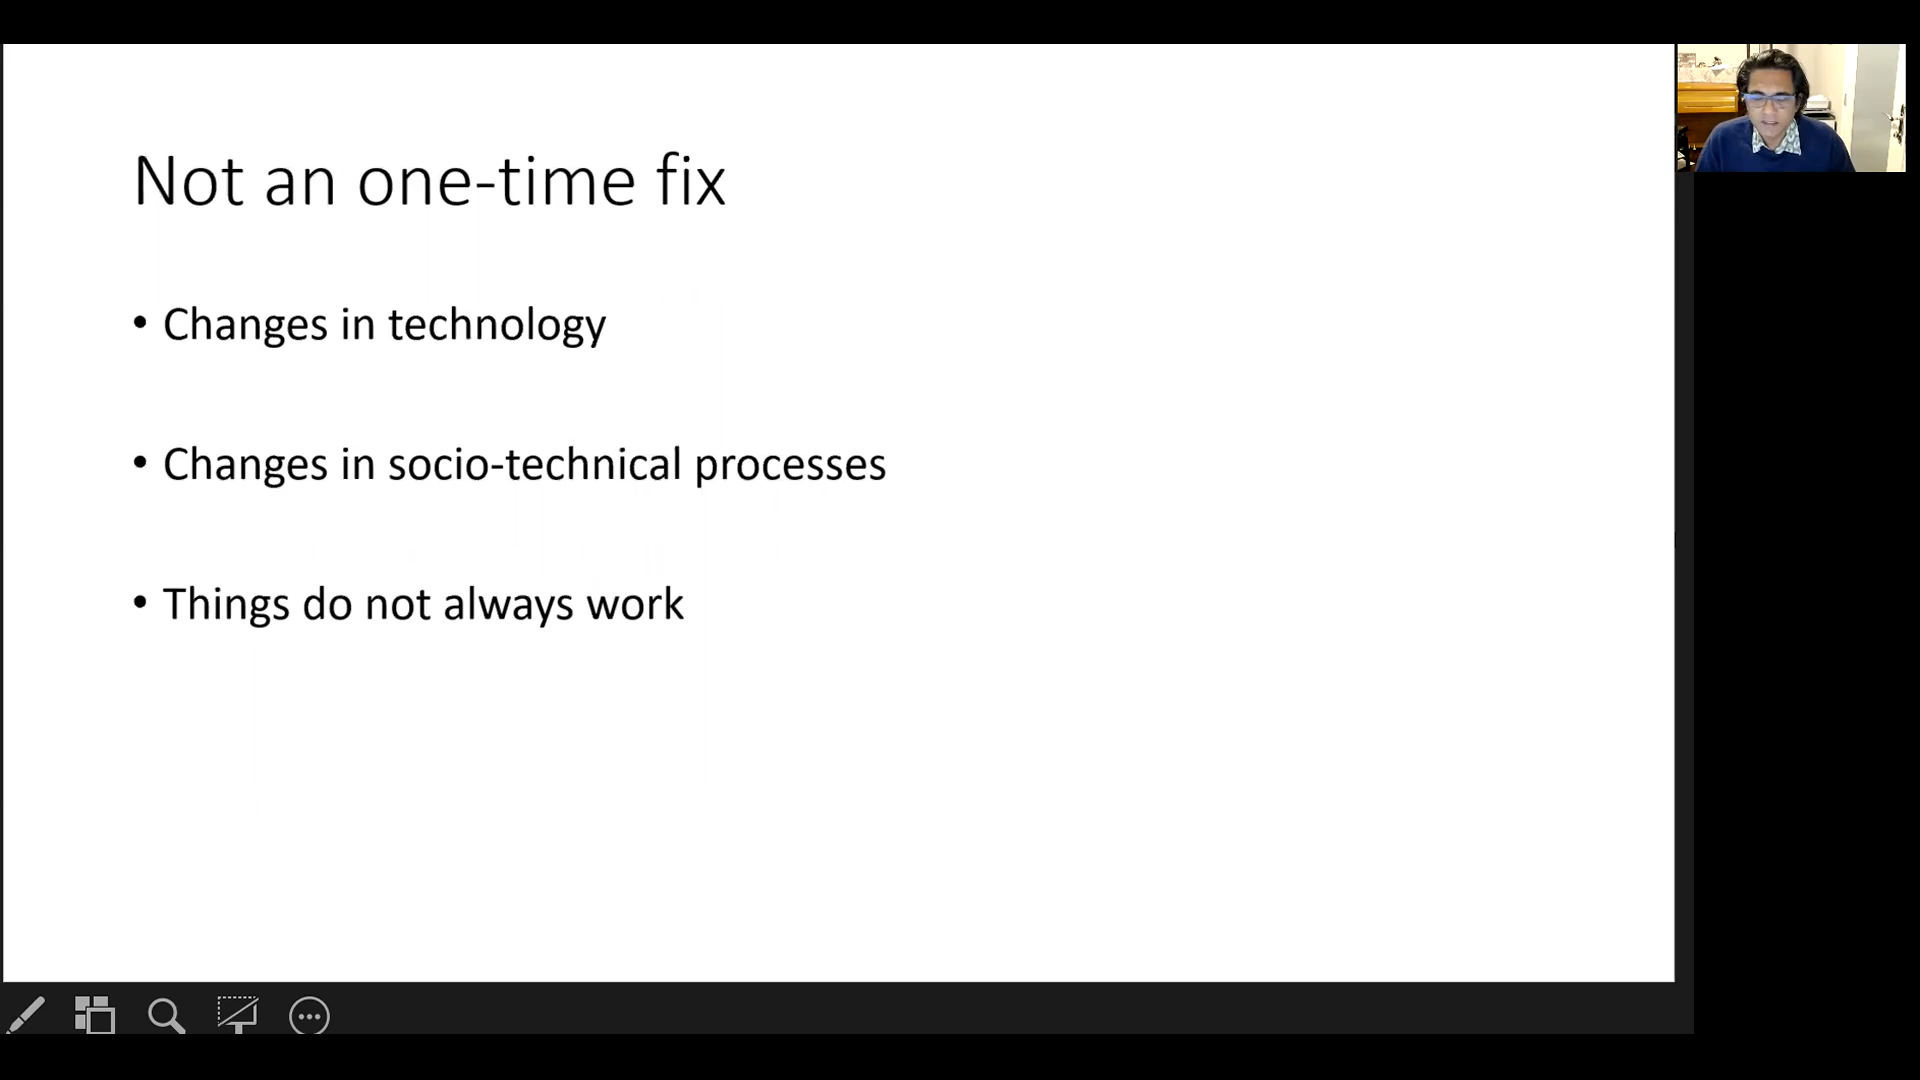 Not an one-time fix
• Changes in technology
• Changes in socio-technical processes
• Things do not always work